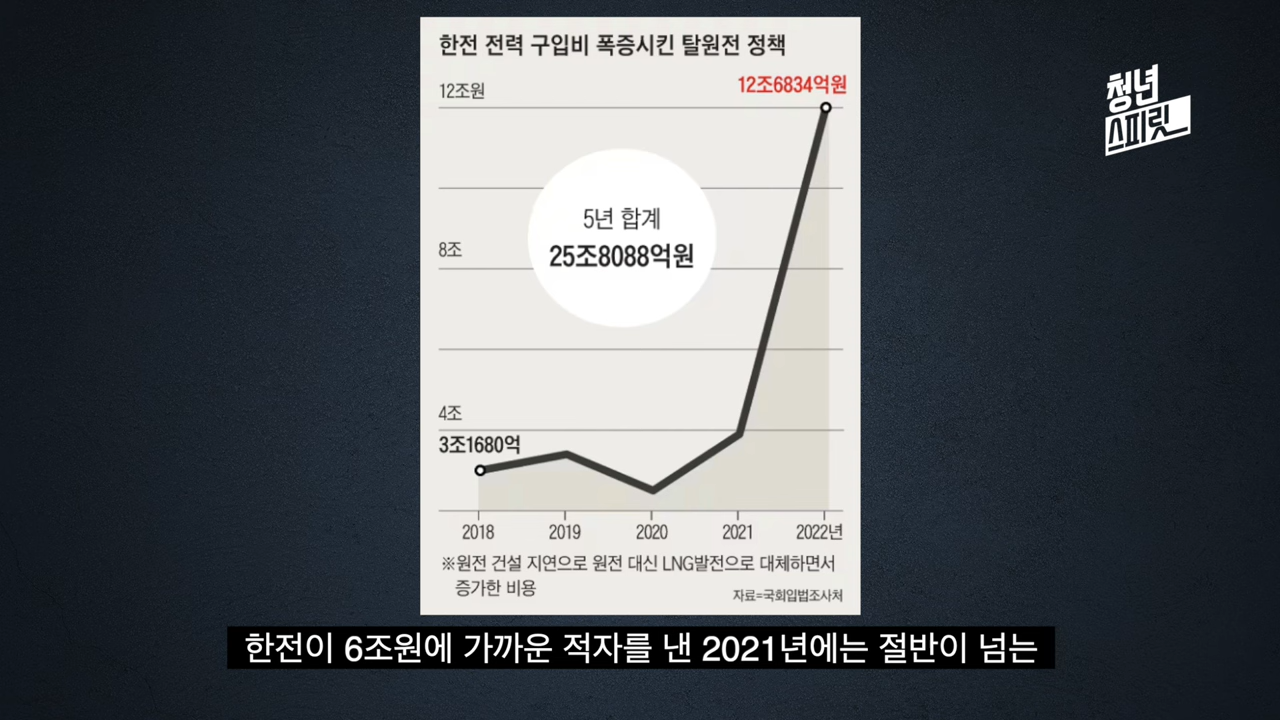 한전 전력 구입비 폭증시킨 탈원전 정책
12조원
12조6834억원
청년
스피릿
5년 합계
25조8088억원
8조
4조
3조1680억
2018 2019 2020 2021 2022년
※원전 건설 지연으로 원전 대신 LNG발전으로 대체하면서
증가한 비용
자료=국회입법조사처
한전이 6조원에 가까운 적자를 낸 2021년에는 절반이 넘는